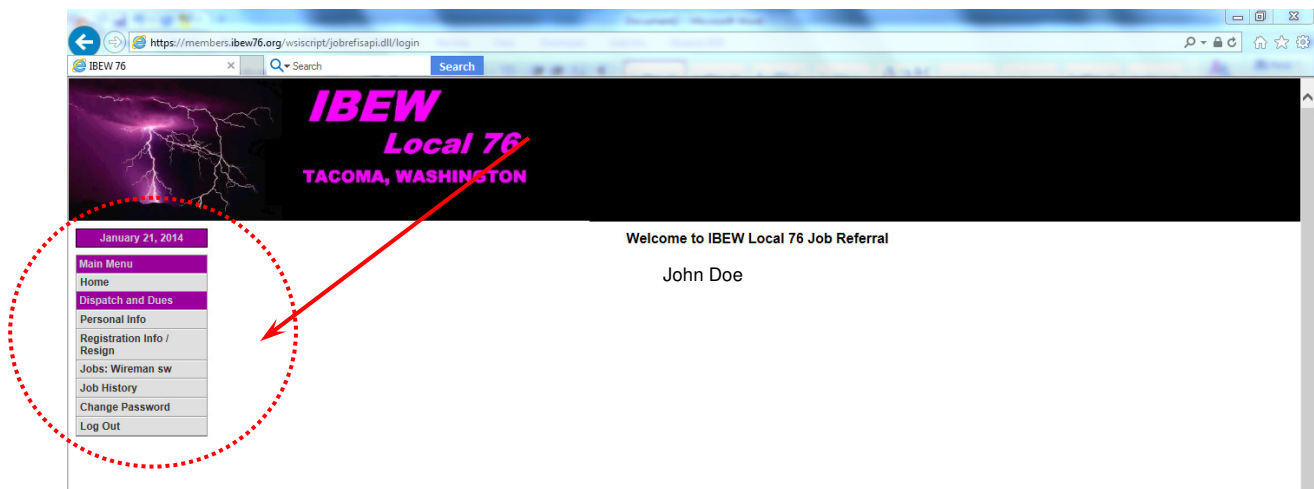 https://members.ibew76.org/wsiscript/jobrefisapi.dll/login
IBEW 76
Search
Search
IBEW
Local 76
TACOMA, WASHINGTON
January 21, 2014
Welcome to IBEW Local 76 Job Referral
John Doe
Main Menu
Home
Dispatch and Dues
Personal Info
Registration Info /
Resign
Jobs: Wireman sw
Job History
Change Password
Log Out